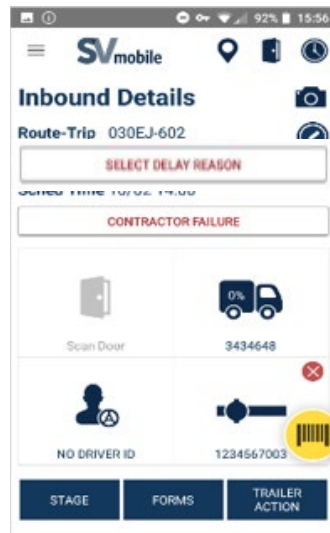 92% 15:56
SVmobile
Inbound Details
Route-Trip 030EJ-602
SELECT DELAY REASON
CONTRACTOR FAILURE
0%
Scan Door
3434648
A
NO DRIVER ID
1234567003
STAGE
FORMS
TRAILER
ACTION